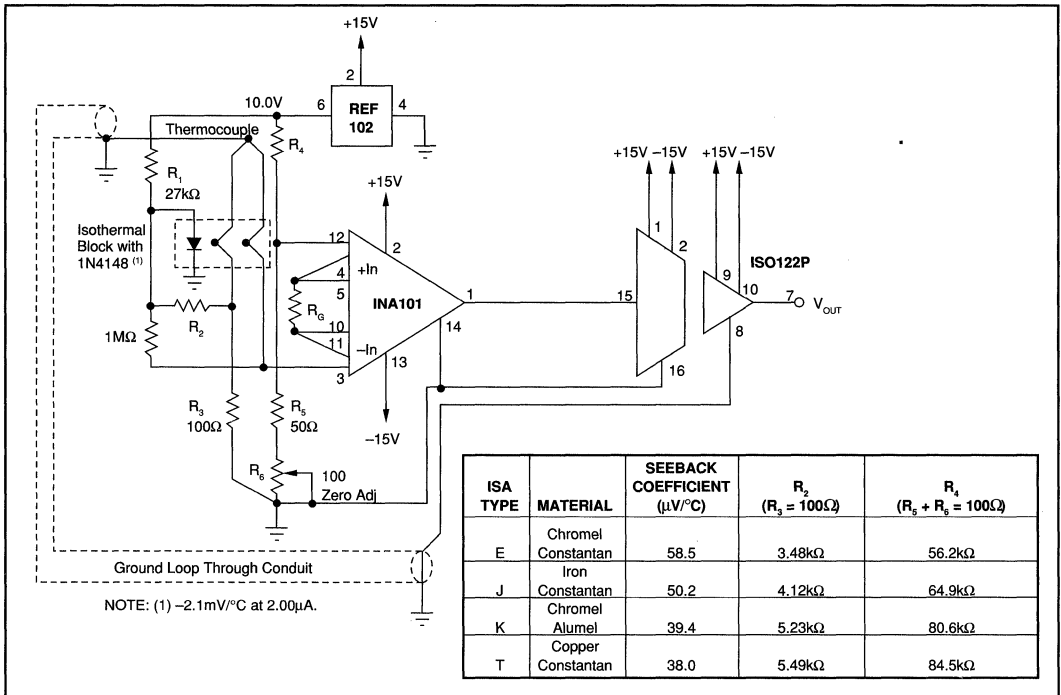 +15V
2
10.0V
6
REF
102
4
Thermocouple
R4
+15V –15V
+15V –15V
R1
27kΩ
+15V
Isothermal
Block with
1N4148 (1)
12
2
1
2
ISO122P
+In
4
5
INA101
1
15
9
10
7
VOUT
RG
R2
10
11
–In
14
8
1MΩ
3
13
16
R3
100Ω
R5
50Ω
–15V
R6
100
Zero Adj
Ground Loop Through Conduit
NOTE: (1) –2.1mV/°C at 2.00µA.
ISA TYPE MATERIAL SEEBACK COEFFICIENT (µV/°C) R2 (R3 = 100Ω) R4 (R5 + R6 = 100Ω)
E Chromel Constantan 58.5 3.48kΩ 56.2kΩ
J Iron Constantan 50.2 4.12kΩ 64.9kΩ
K Chromel Alumel 39.4 5.23kΩ 80.6kΩ
T Copper Constantan 38.0 5.49kΩ 84.5kΩ